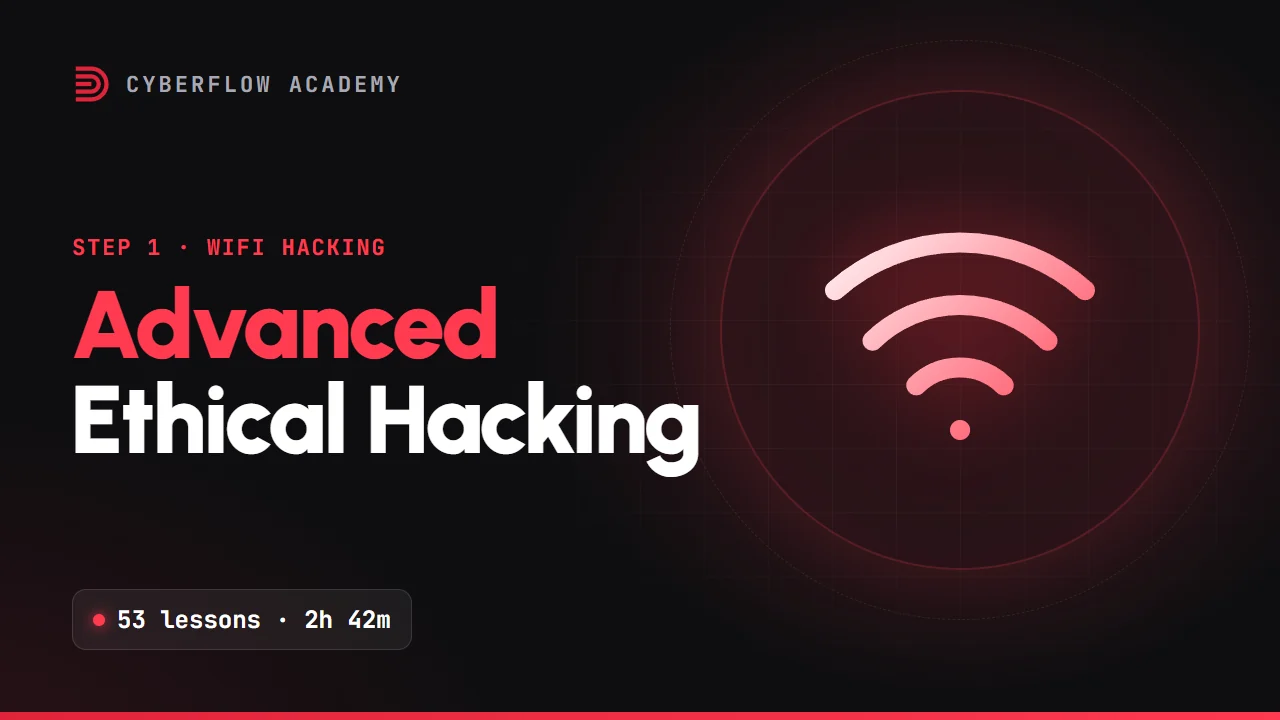 CYBERFLOW ACADEMY
STEP 1 · WIFI HACKING
Advanced
Ethical Hacking
53 lessons · 2h 42m